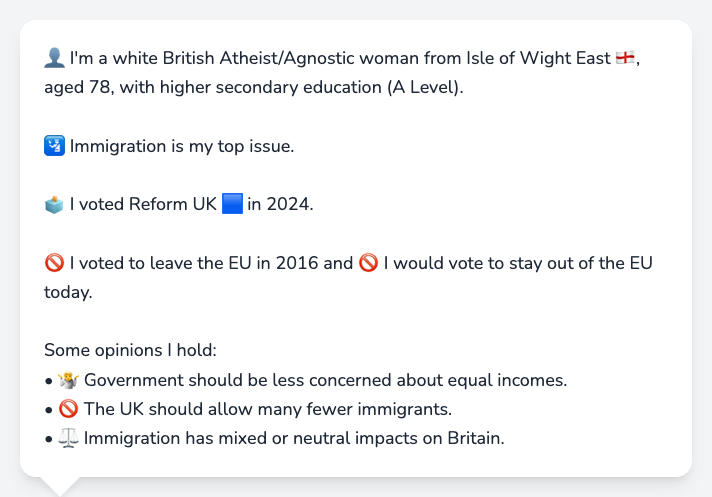 👤 I'm a white British Atheist/Agnostic woman from Isle of Wight East 🏴󠁧󠁢󠁥󠁮󠁧󠁿,
aged 78, with higher secondary education (A Level).
🛂 Immigration is my top issue.
🗳️ I voted Reform UK 🟦 in 2024.
🚫 I voted to leave the EU in 2016 and 🚫 I would vote to stay out of the EU
today.
Some opinions I hold:
• 🤷 Government should be less concerned about equal incomes.
• 🚫 The UK should allow many fewer immigrants.
• ⚖️ Immigration has mixed or neutral impacts on Britain.